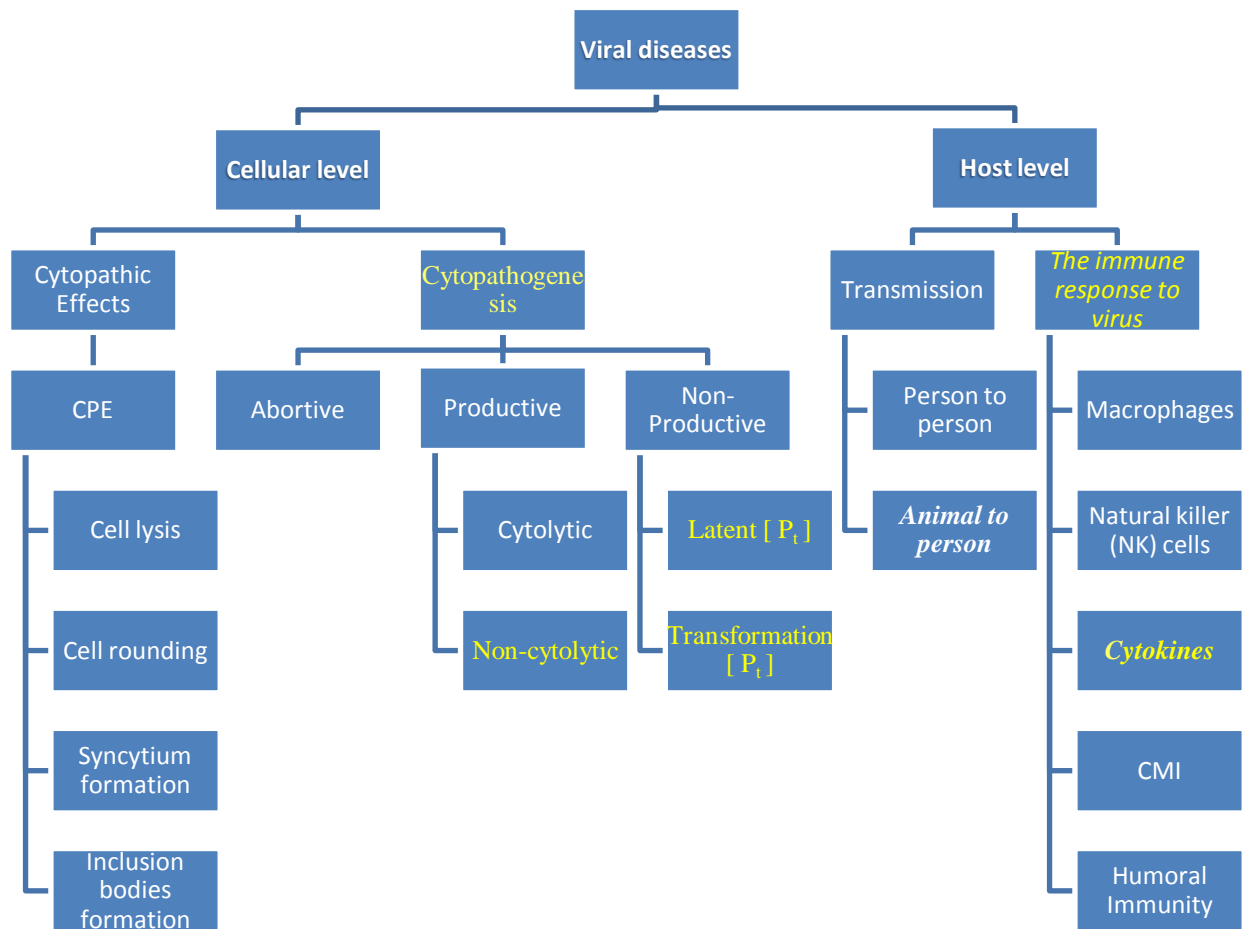 Viral diseases
Cellular level
Host level
Cytopathic
Effects
Cytopathogene
sis
Transmission
The immune
response to
virus
CPE
Abortive
Productive
Non-
Productive
Person to
person
Macrophages
Cell lysis
Cytolytic
Latent [ Pt ]
Animal to
person
Natural killer
(NK) cells
Cell rounding
Non-cytolytic
Transformation
[ Pt ]
Cytokines
Syncytium
formation
CMI
Inclusion
bodies
formation
Humoral
Immunity